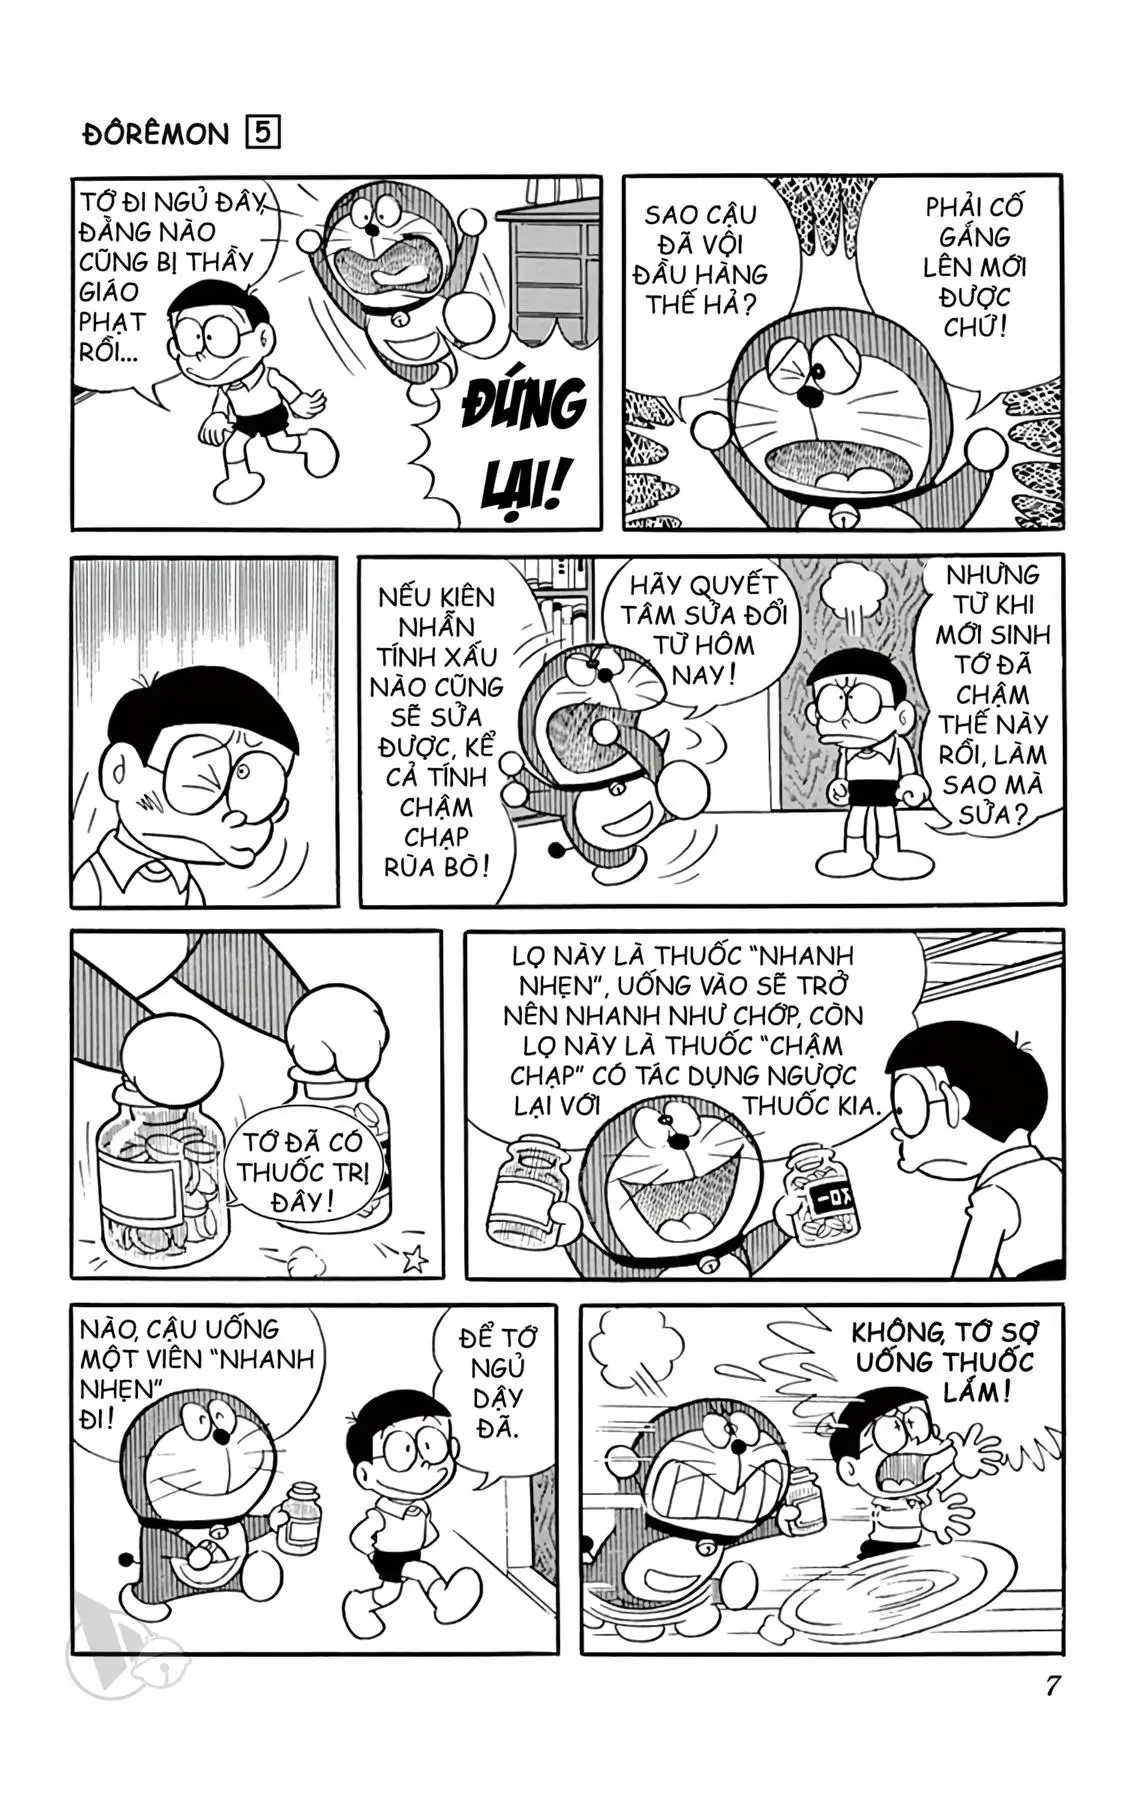 ĐÔRÊMON 5
TỚ ĐI NGỦ ĐÂY,
ĐẰNG NÀO
CŨNG BỊ THẦY
GIÁO
PHẠT
RỒI...
ĐỨNG
LẠI!
SAO CẬU
ĐÃ VỘI
ĐẦU HÀNG
THẾ HẢ?
PHẢI CỐ
GẮNG
LÊN MỚI
ĐƯỢC
CHỨ!
NẾU KIÊN
NHẪN
TÍNH XẤU
NÀO CŨNG
SẼ SỬA
ĐƯỢC, KỂ
CẢ TÍNH
CHẬM
CHẠP
RÙA BÒ!
HÃY QUYẾT
TÂM SỬA ĐỔI
TỪ HÔM
NAY!
NHƯNG
TỪ KHI
MỚI SINH
TỚ ĐÃ
CHẬM
THẾ NÀY
RỒI, LÀM
SAO MÀ
SỬA?
TỚ ĐÃ CÓ
THUỐC TRỊ
ĐÂY!
LỌ NÀY LÀ THUỐC “NHANH
NHẸN”, UỐNG VÀO SẼ TRỞ
NÊN NHANH NHƯ CHỚP, CÒN
LỌ NÀY LÀ THUỐC “CHẬM
CHẠP” CÓ TÁC DỤNG NGƯỢC
LẠI VỚI THUỐC KIA.
NÀO, CẬU UỐNG
MỘT VIÊN “NHANH
NHẸN”
ĐI!
ĐỂ TỚ
NGỦ
DẬY
ĐÃ.
KHÔNG, TỚ SỢ
UỐNG THUỐC
LẮM!
7